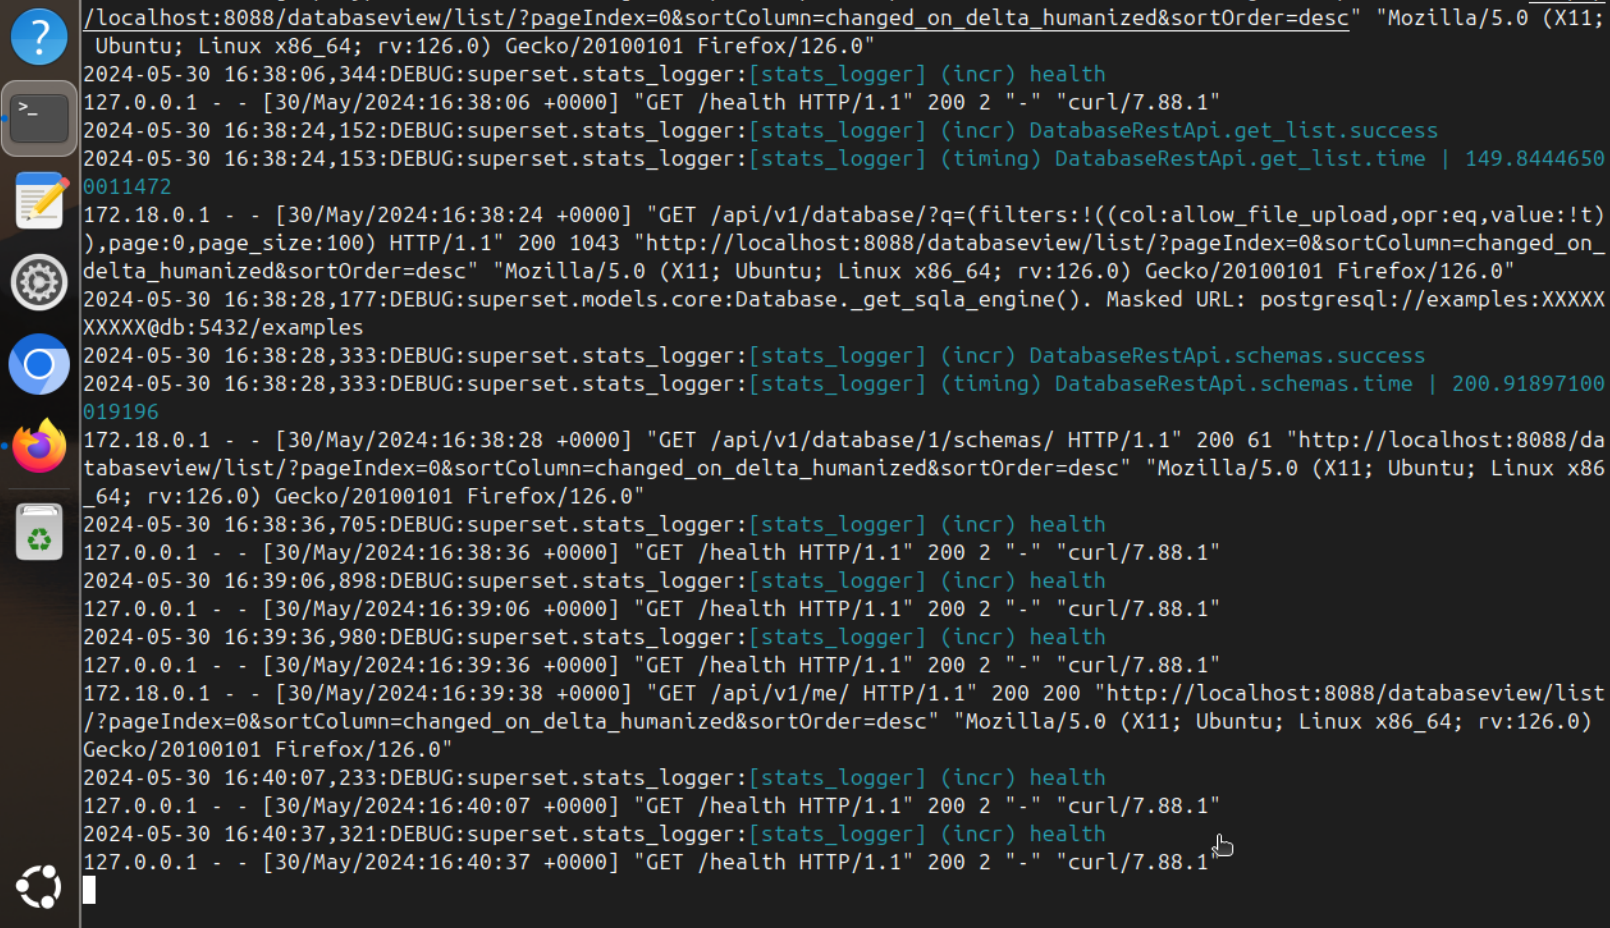 /localhost:8088/databaseview/list/?pageIndex=0&sortColumn=changed_on_delta_humanized&sortOrder=desc" "Mozilla/5.0 (X11;
 Ubuntu; Linux x86_64; rv:126.0) Gecko/20100101 Firefox/126.0"
2024-05-30 16:38:06,344:DEBUG:superset.stats_logger:[stats_logger] (incr) health
127.0.0.1 - - [30/May/2024:16:38:06 +0000] "GET /health HTTP/1.1" 200 2 "-" "curl/7.88.1"
2024-05-30 16:38:24,152:DEBUG:superset.stats_logger:[stats_logger] (incr) DatabaseRestApi.get_list.success
2024-05-30 16:38:24,153:DEBUG:superset.stats_logger:[stats_logger] (timing) DatabaseRestApi.get_list.time | 149.8444650
0011472
172.18.0.1 - - [30/May/2024:16:38:24 +0000] "GET /api/v1/database/?q=(filters:!((col:allow_file_upload,opr:eq,value:!t)
),page:0,page_size:100) HTTP/1.1" 200 1043 "http://localhost:8088/databaseview/list/?pageIndex=0&sortColumn=changed_on_
delta_humanized&sortOrder=desc" "Mozilla/5.0 (X11; Ubuntu; Linux x86_64; rv:126.0) Gecko/20100101 Firefox/126.0"
2024-05-30 16:38:28,177:DEBUG:superset.models.core:Database._get_sqla_engine(). Masked URL: postgresql://examples:XXXXX
XXXXX@db:5432/examples
2024-05-30 16:38:28,333:DEBUG:superset.stats_logger:[stats_logger] (incr) DatabaseRestApi.schemas.success
2024-05-30 16:38:28,333:DEBUG:superset.stats_logger:[stats_logger] (timing) DatabaseRestApi.schemas.time | 200.91897100
019196
172.18.0.1 - - [30/May/2024:16:38:28 +0000] "GET /api/v1/database/1/schemas/ HTTP/1.1" 200 61 "http://localhost:8088/da
tabaseview/list/?pageIndex=0&sortColumn=changed_on_delta_humanized&sortOrder=desc" "Mozilla/5.0 (X11; Ubuntu; Linux x86
_64; rv:126.0) Gecko/20100101 Firefox/126.0"
2024-05-30 16:38:36,705:DEBUG:superset.stats_logger:[stats_logger] (incr) health
127.0.0.1 - - [30/May/2024:16:38:36 +0000] "GET /health HTTP/1.1" 200 2 "-" "curl/7.88.1"
2024-05-30 16:39:06,898:DEBUG:superset.stats_logger:[stats_logger] (incr) health
127.0.0.1 - - [30/May/2024:16:39:06 +0000] "GET /health HTTP/1.1" 200 2 "-" "curl/7.88.1"
2024-05-30 16:39:36,980:DEBUG:superset.stats_logger:[stats_logger] (incr) health
127.0.0.1 - - [30/May/2024:16:39:36 +0000] "GET /health HTTP/1.1" 200 2 "-" "curl/7.88.1"
172.18.0.1 - - [30/May/2024:16:39:38 +0000] "GET /api/v1/me/ HTTP/1.1" 200 200 "http://localhost:8088/databaseview/list
/?pageIndex=0&sortColumn=changed_on_delta_humanized&sortOrder=desc" "Mozilla/5.0 (X11; Ubuntu; Linux x86_64; rv:126.0)
Gecko/20100101 Firefox/126.0"
2024-05-30 16:40:07,233:DEBUG:superset.stats_logger:[stats_logger] (incr) health
127.0.0.1 - - [30/May/2024:16:40:07 +0000] "GET /health HTTP/1.1" 200 2 "-" "curl/7.88.1"
2024-05-30 16:40:37,321:DEBUG:superset.stats_logger:[stats_logger] (incr) health
127.0.0.1 - - [30/May/2024:16:40:37 +0000] "GET /health HTTP/1.1" 200 2 "-" "curl/7.88.1"